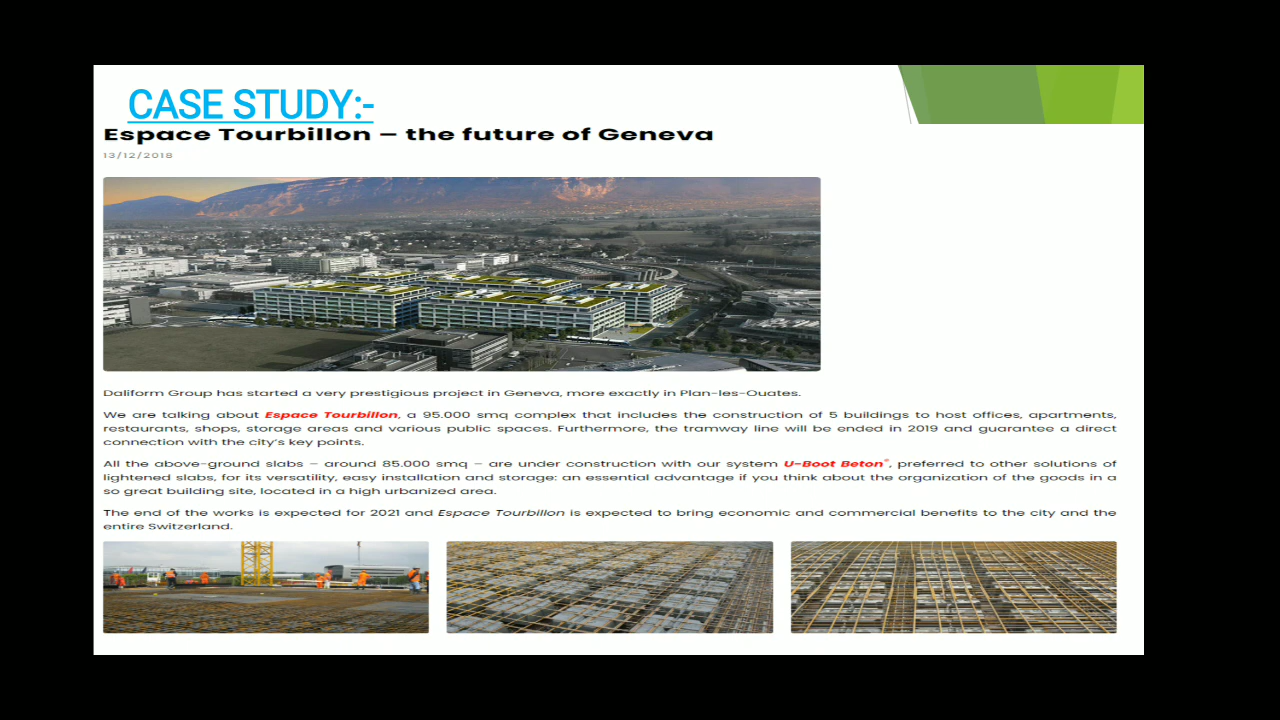 CASE STUDY:-
Espace Tourbillon – the future of Geneva
13/12/2018
Daliform Group has started a very prestigious project in Geneva, more exactly in Plan-les-Ouates.
We are talking about Espace Tourbillon, a 95.000 smq complex that includes the construction of 5 buildings to host offices, apartments,
restaurants, shops, storage areas and various public spaces. Furthermore, the tramway line will be ended in 2019 and guarantee a direct
connection with the city's key points.
All the above-ground slabs – around 85.000 smq – are under construction with our system U-Boot Beton®, preferred to other solutions of
lightened slabs, for its versatility, easy installation and storage: an essential advantage if you think about the organization of the goods in a
so great building site, located in a high urbanized area.
The end of the works is expected for 2021 and Espace Tourbillon is expected to bring economic and commercial benefits to the city and the
entire Switzerland.